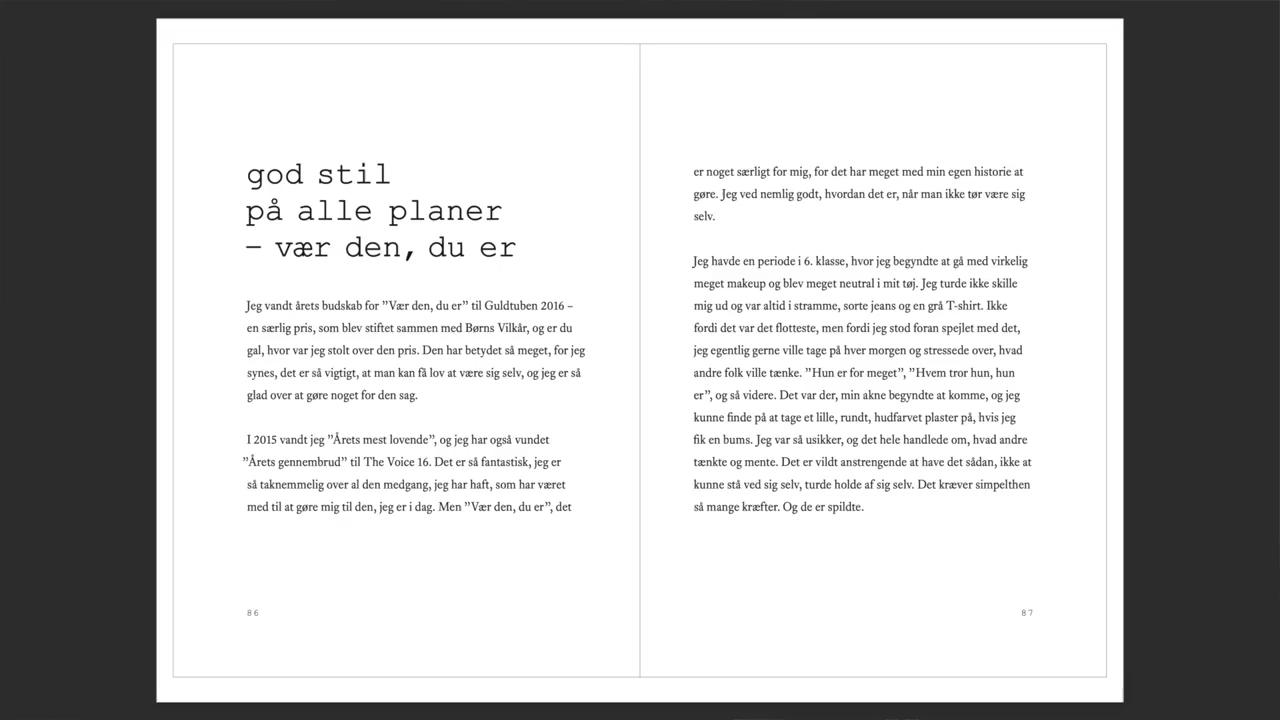 god stil
på alle planer
– vær den, du er
Jeg vandt årets budskab for ”Vær den, du er” til Guldtuben 2016 –
en særlig pris, som blev stiftet sammen med Børns Vilkår, og er du
gal, hvor var jeg stolt over den pris. Den har betydet så meget, for jeg
synes, det er så vigtigt, at man kan få lov at være sig selv, og jeg er så
glad over at gøre noget for den sag.
I 2015 vandt jeg ”Årets mest lovende”, og jeg har også vundet
”Årets gennembrud” til The Voice 16. Det er så fantastisk, jeg er
så taknemmelig over al den medgang, jeg har haft, som har været
med til at gøre mig til den, jeg er i dag. Men ”Vær den, du er”, det
86
er noget særligt for mig, for det har meget med min egen historie at
gøre. Jeg ved nemlig godt, hvordan det er, når man ikke tør være sig
selv.
Jeg havde en periode i 6. klasse, hvor jeg begyndte at gå med virkelig
meget makeup og blev meget neutral i mit tøj. Jeg turde ikke skille
mig ud og var altid i stramme, sorte jeans og en grå T-shirt. Ikke
fordi det var det flotteste, men fordi jeg stod foran spejlet med det,
jeg egentlig gerne ville tage på hver morgen og stressede over, hvad
andre folk ville tænke. ”Hun er for meget”, ”Hvem tror hun, hun
er”, og så videre. Det var der, min akne begyndte at komme, og jeg
kunne finde på at tage et lille, rundt, hudfarvet plaster på, hvis jeg
fik en bums. Jeg var så usikker, og det hele handlede om, hvad andre
tænkte og mente. Det er vildt anstrengende at have det sådan, ikke at
kunne stå ved sig selv, turde holde af sig selv. Det kræver simpelthen
så mange kræfter. Og de er spildte.
87